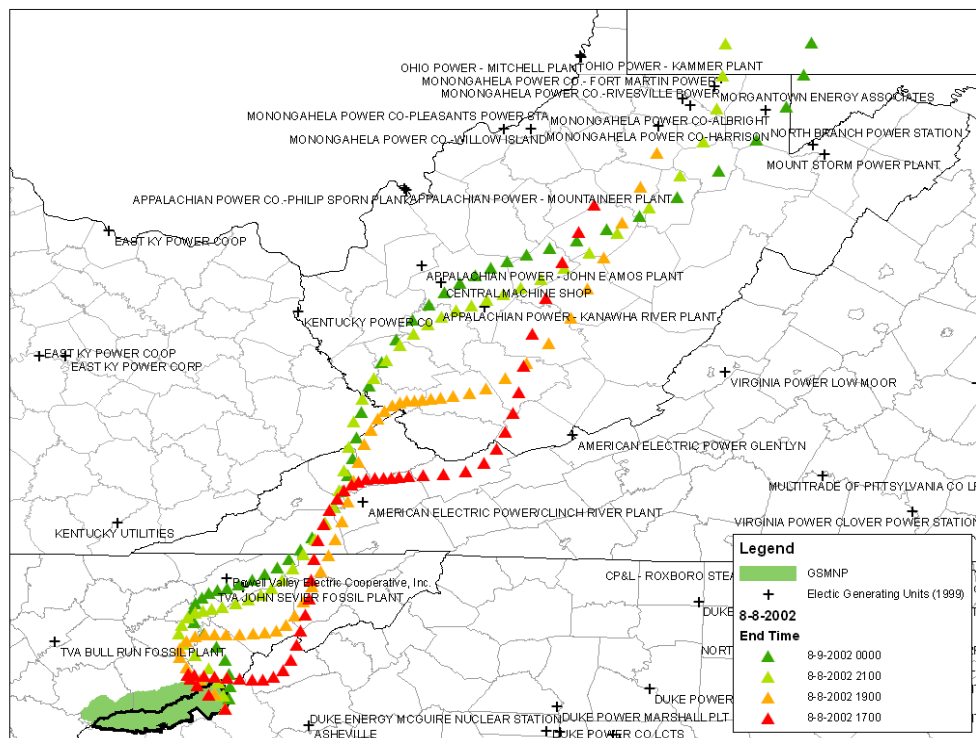 OHIO POWER - MITCHELL PLANT
OHIO POWER - KAMMER PLANT
MONONGAHELA POWER CO.- FORT MARTIN POWER
MONONGAHELA POWER CO.-RIVESVILLE POWER
MORGANTOWN ENERGY ASSOCIATES
MONONGAHELA POWER CO-PLEASANTS POWER STA
MONONGAHELA POWER CO-ALBRIGHT
MONONGAHELA POWER CO.-WILLOW ISLAND
MONONGAHELA POWER CO-HARRISON
NORTH BRANCH POWER STATION
MOUNT STORM POWER PLANT
APPALACHIAN POWER CO.-PHILIP SPORN PLANT
APPALACHIAN POWER - MOUNTAINEER PLANT
EAST KY POWER COOP
APPALACHIAN POWER - JOHN E AMOS PLANT
CENTRAL MACHINE SHOP
KENTUCKY POWER CO
APPALACHIAN POWER - KANAWHA RIVER PLANT
EAST KY POWER COOP
EAST KY POWER CORP
VIRGINIA POWER LOW MOOR
AMERICAN ELECTRIC POWER GLEN LYN
MULTITRADE OF PITTSYLVANIA CO LP
AMERICAN ELECTRIC POWER/CLINCH RIVER PLANT
VIRGINIA POWER CLOVER POWER STATION
KENTUCKY UTILITIES
Powell Valley Electric Cooperative, Inc.
TVA JOHN SEVIER FOSSIL PLANT
CP&L - ROXBORO STEA
DUKE
TVA BULL RUN FOSSIL PLANT
NORT
DUKE POWER
DUKE ENERGY MCGUIRE NUCLEAR STATION
DUKE POWER MARSHALL PLT
ASHEVILLE
DUKE POWER CO LCTS
Legend
GSMNP
Electic Generating Units (1999)
8-8-2002
End Time
8-9-2002 0000
8-8-2002 2100
8-8-2002 1900
8-8-2002 1700